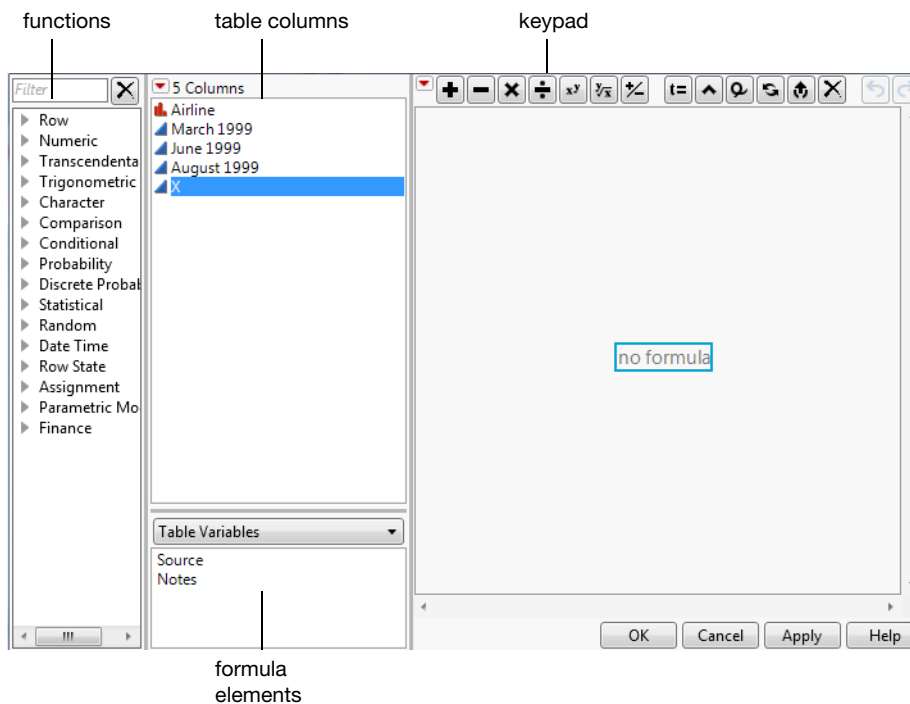 functions
table columns
keypad
Filter
5 Columns
Row
Numeric
Transcendenta
Trigonometric
Character
Comparison
Conditional
Probability
Discrete Probab
Statistical
Random
Date Time
Row State
Assignment
Parametric Mo
Finance
Airline
March 1999
June 1999
August 1999
X
Table Variables
Source
Notes
t=
no formula
OK
Cancel
Apply
Help
formula
elements